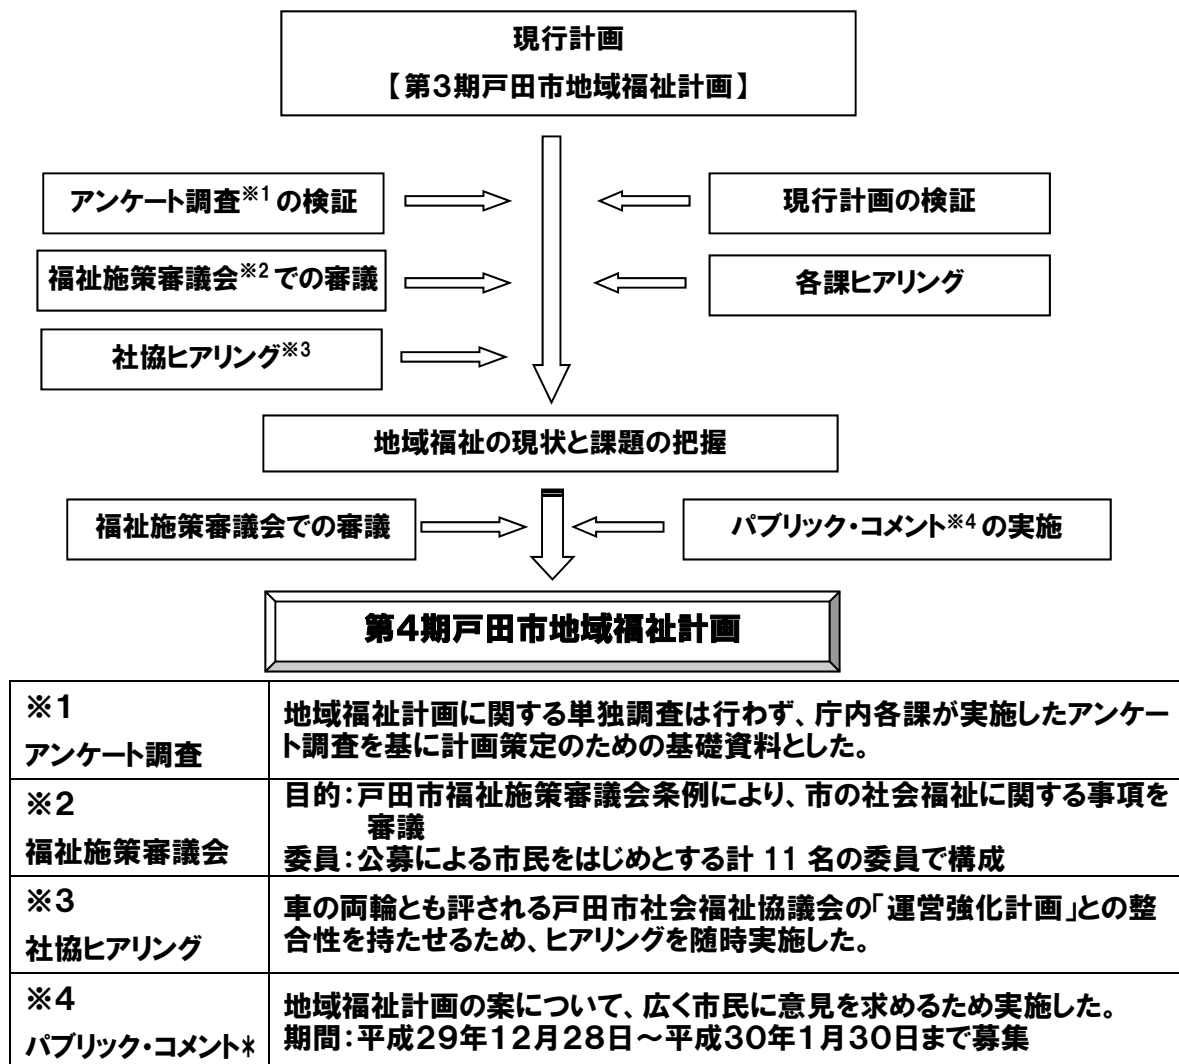 現行計画
【第3期戸田市地域福祉計画】
アンケート調査※1の検証
現行計画の検証
福祉施策審議会※2での審議
各課ヒアリング
社協ヒアリング※3
地域福祉の現状と課題の把握
福祉施策審議会での審議
パブリック・コメント※4の実施
第4期戸田市地域福祉計画
※1
アンケート調査
地域福祉計画に関する単独調査は行わず、庁内各課が実施したアンケー
ト調査を基に計画策定のための基礎資料とした。
※2
福祉施策審議会
目的：戸田市福祉施策審議会条例により、市の社会福祉に関する事項を
審議
委員：公募による市民をはじめとする計 11 名の委員で構成
※3
社協ヒアリング
車の両輪とも評される戸田市社会福祉協議会の「運営強化計画」との整
合性を持たせるため、ヒアリングを随時実施した。
※4
パブリック・コメント*
地域福祉計画の案について、広く市民に意見を求めるため実施した。
期間：平成29年12月28日～平成30年1月30日まで募集